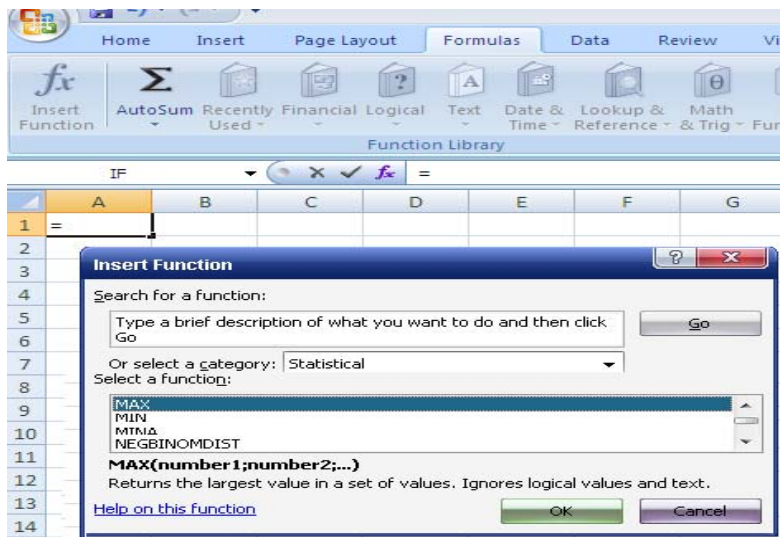 Home Insert Page Layout Formulas Data Review Vi
fx Σ ? A θ
Insert Function AutoSum Recently Used Financial Logical Text Date & Time Lookup & Reference Math & Trig Fur
Function Library
IF fx =
A B C D E F G
1 =
2
3
4
5
6
7
8
9
10
11
12
13
14
Insert Function ? X
Search for a function:
Type a brief description of what you want to do and then click
Go
Go
Or select a category: Statistical
Select a function:
MAX
MIN
MINA
NEGBINOMDIST
MAX(number1;number2;...)
Returns the largest value in a set of values. Ignores logical values and text.
Help on this function OK Cancel